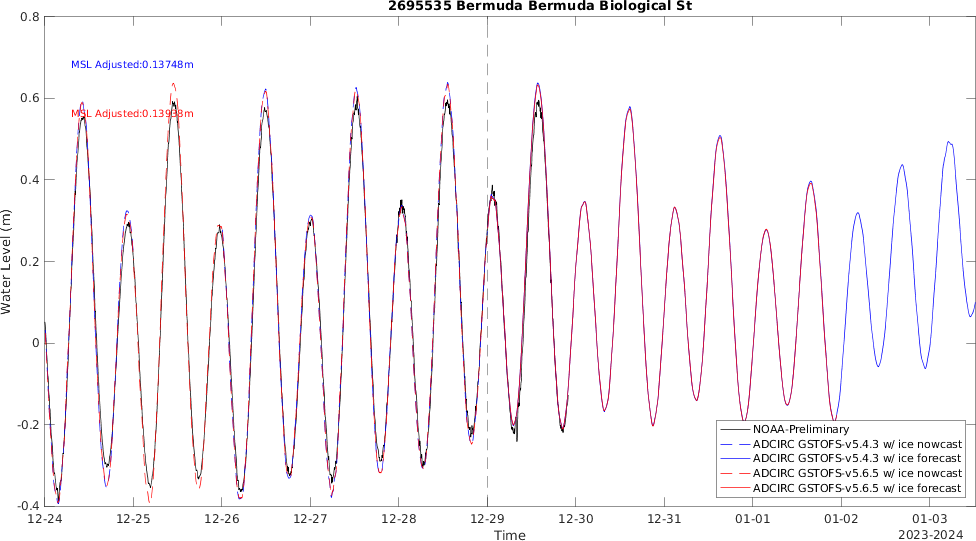 2695535 Bermuda Bermuda Biological St
0.8
MSL Adjusted:0.13748m
0.6
MSL Adjusted:0.13938m
0.4
0.2
Water Level (m)
0
-0.2
-0.4
NOAA-Preliminary
ADCIRC GSTOFS-v5.4.3 w/ ice nowcast
ADCIRC GSTOFS-v5.4.3 w/ ice forecast
ADCIRC GSTOFS-v5.6.5 w/ ice nowcast
ADCIRC GSTOFS-v5.6.5 w/ ice forecast
12-24 12-25 12-26 12-27 12-28 12-29 12-30 12-31 01-01 01-02 01-03
Time
2023-2024